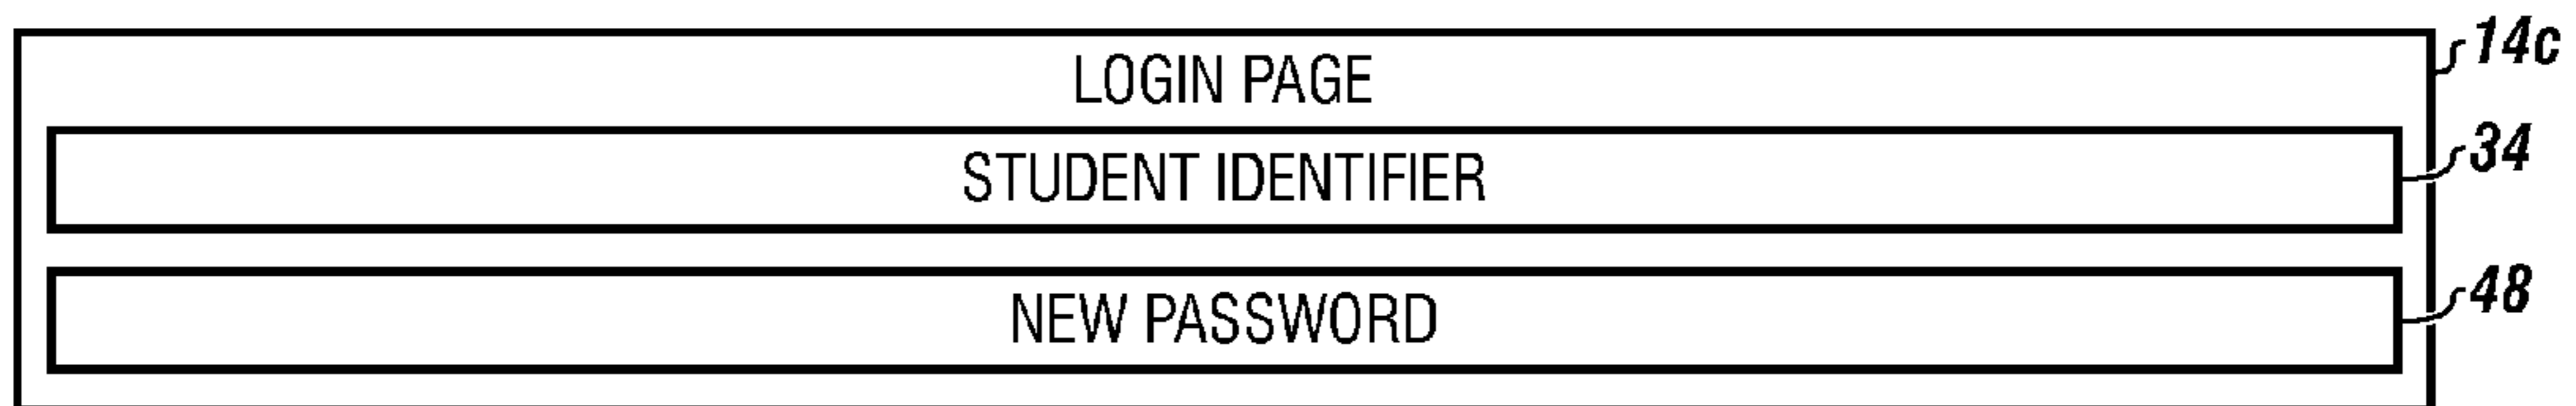 LOGIN PAGE 14c
STUDENT IDENTIFIER 34
NEW PASSWORD 48